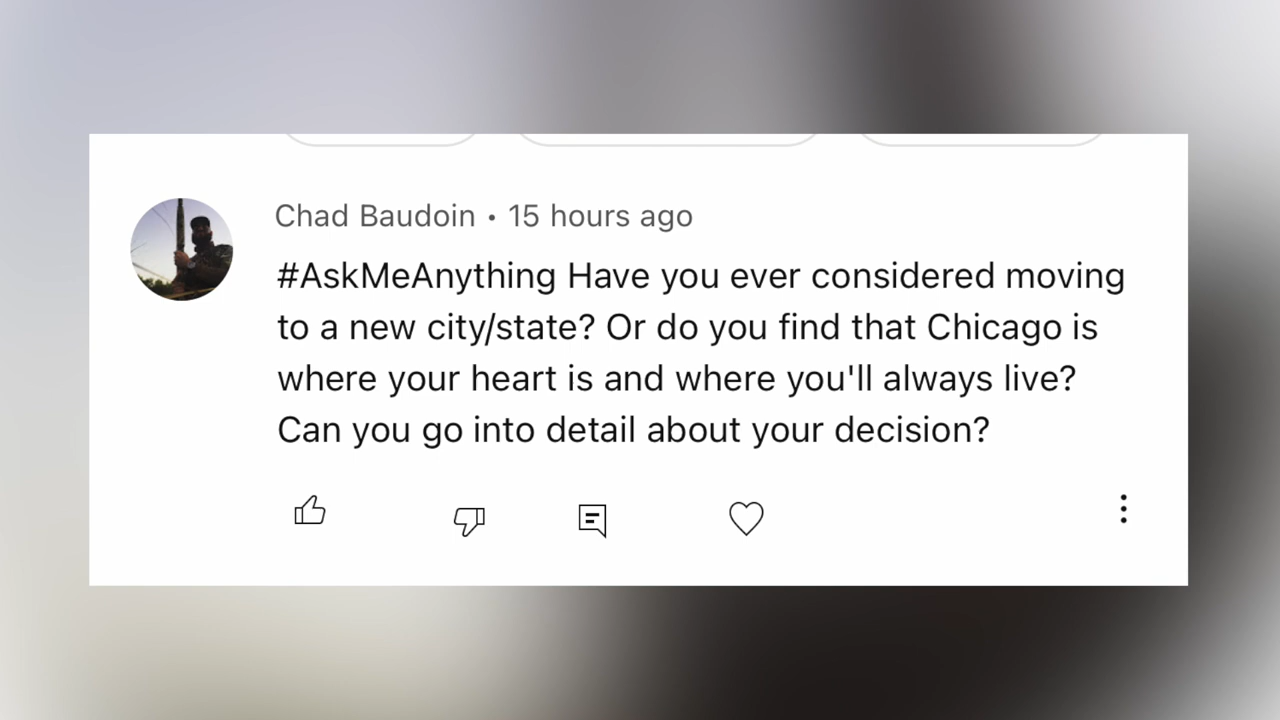 Chad Baudoin • 15 hours ago
#AskMeAnything Have you ever considered moving
to a new city/state? Or do you find that Chicago is
where your heart is and where you'll always live?
Can you go into detail about your decision?